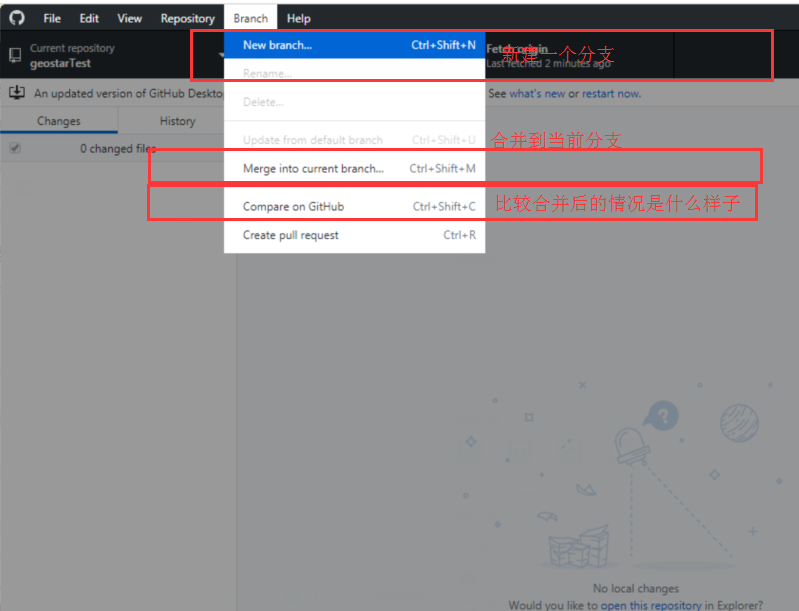 File Edit View Repository Branch Help
Current repository
geostarTest
New branch... Ctrl+Shift+N
Fetch origin
Last fetched 2 minutes ago
新建一个分支
Rename...
An updated version of GitHub Deskto
See what's new or restart now.
Delete...
Changes History
Update from default branch Ctrl+Shift+U
合并到当前分支
0 changed files
Merge into current branch... Ctrl+Shift+M
Compare on GitHub Ctrl+Shift+C
比较合并后的情况是什么样子
Create pull request Ctrl+R
?
No local changes
Would you like to open this repository in Explorer?